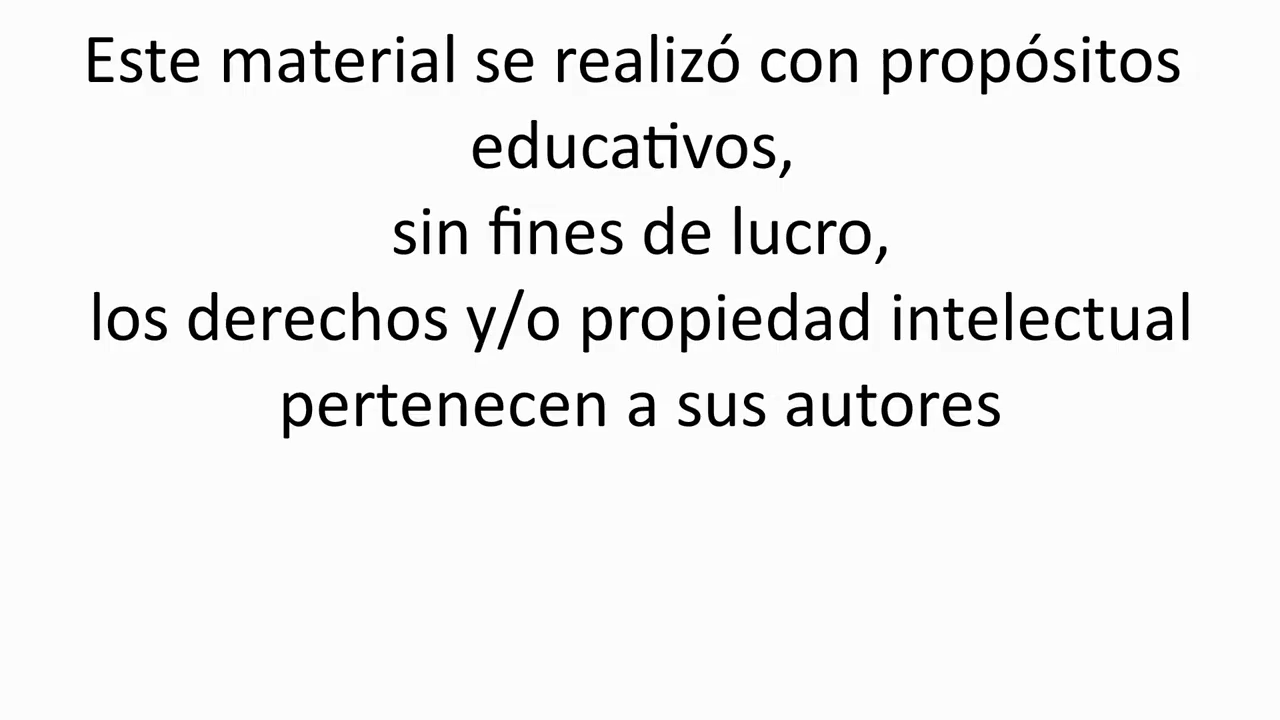 Este material se realizó con propósitos
educativos,
sin fines de lucro,
los derechos y/o propiedad intelectual
pertenecen a sus autores